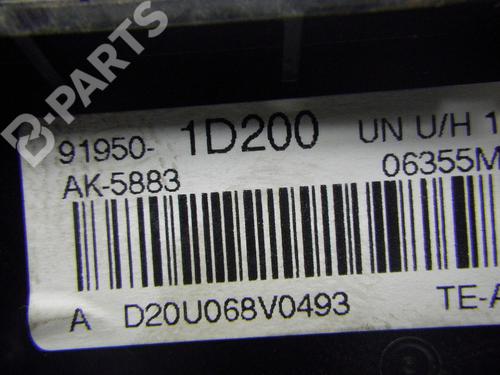 B-PARTS
91950- 1D200 UN U/H 1
AK-5883 06355M
A D20U068V0493 TE-A